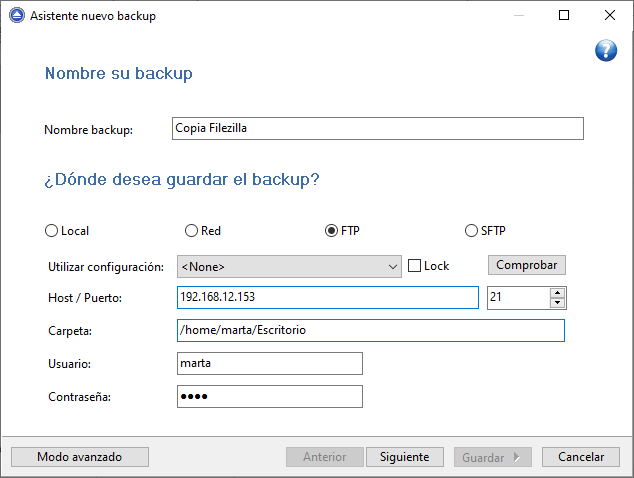 Asistente nuevo backup
?
Nombre su backup
Nombre backup: Copia Filezilla
¿Dónde desea guardar el backup?
Local Red FTP SFTP
Utilizar configuración: <None> Lock Comprobar
Host / Puerto: 192.168.12.153 21
Carpeta: /home/marta/Escritorio
Usuario: marta
Contraseña: ●●●●
Modo avanzado Anterior Siguiente Guardar Cancelar